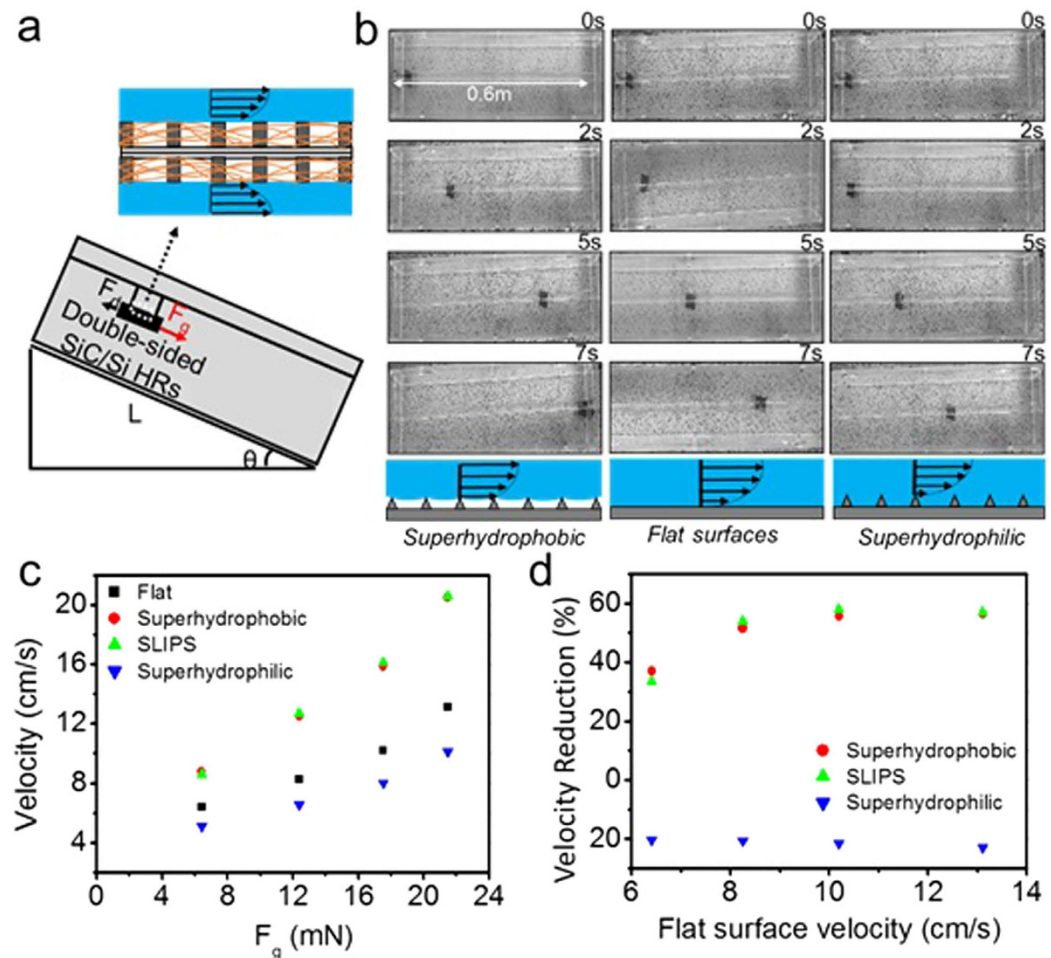 a
F
d
F
g
Double-sided
SiC/Si HRs
L
θ
b
0s
0s
0s
0.6m
2s
2s
2s
5s
5s
5s
7s
7s
7s
Superhydrophobic
Flat surfaces
Superhydrophilic
c
Velocity (cm/s)
20
16
12
8
4
Flat
Superhydrophobic
SLIPS
Superhydrophilic
0 4 8 12 16 20 24
Fg (mN)
d
Velocity Reduction (%)
60
40
20
0
20
Superhydrophobic
SLIPS
Superhydrophilic
6 8 10 12 14
Flat surface velocity (cm/s)